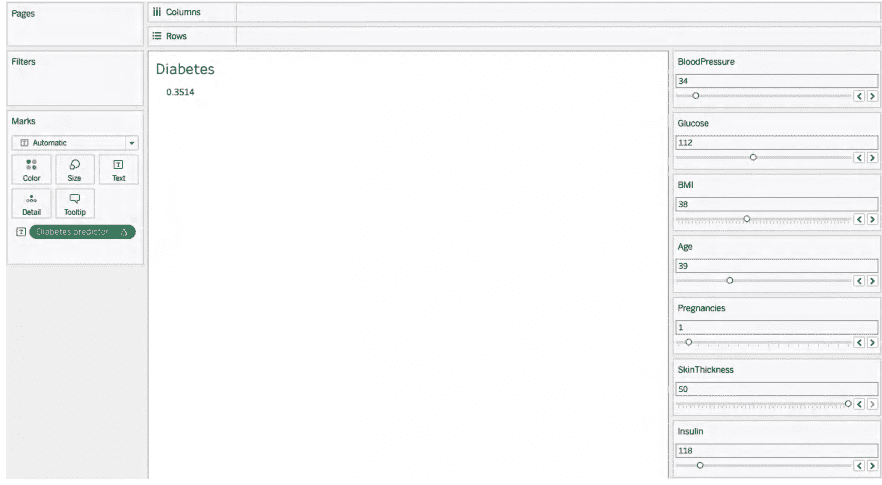 Pages
Columns
Rows
Filters
Marks
Automatic
Color Size Text
Detail Tooltip
Diabetes predictor
Diabetes
0.3514
BloodPressure
34
Glucose
112
BMI
38
Age
39
Pregnancies
1
SkinThickness
50
Insulin
118